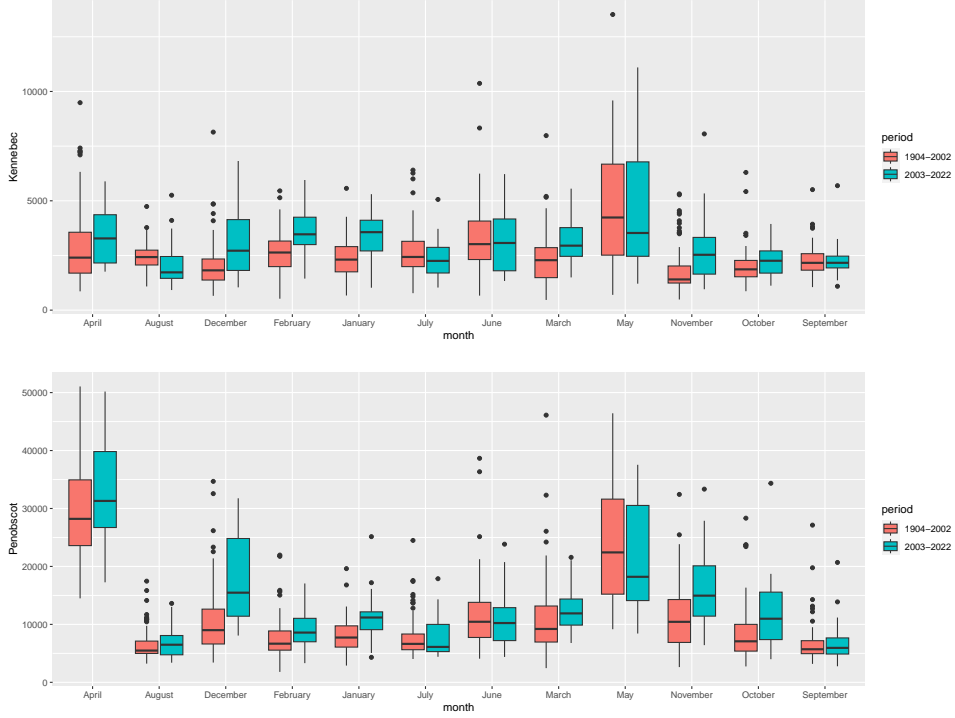 Kennebec
10000
5000
0
April August December February January July June March May November October September
month
period
1904−2002
2003−2022
Penobscot
50000
40000
30000
20000
10000
0
April August December February January July June March May November October September
month
period
1904−2002
2003−2022